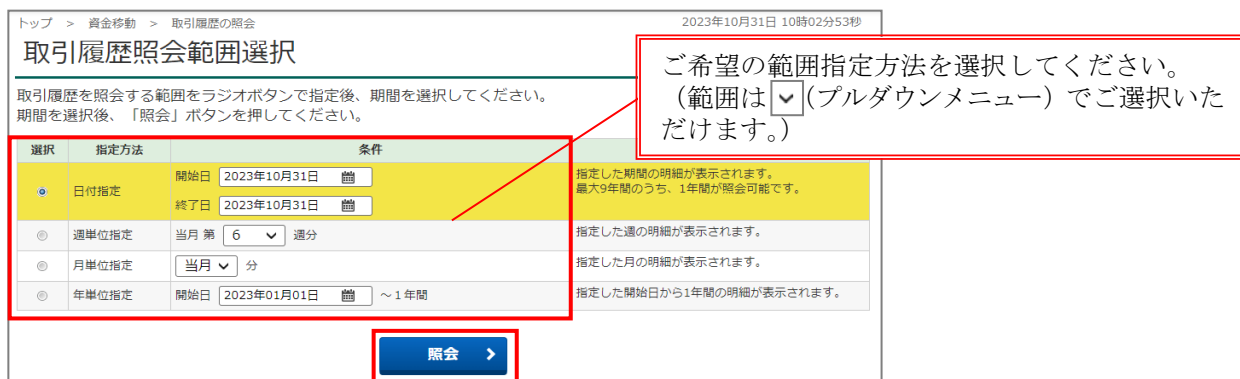 トップ > 資金移動 > 取引履歴の照会
2023年10月31日 10時02分53秒
取引履歴照会範囲選択
ご希望の範囲指定方法を選択してください。
（範囲は(プルダウンメニュー）でご選択いた
だけます。）
取引履歴を照会する範囲をラジオボタンで指定後、期間を選択してください。
期間を選択後、「照会」ボタンを押してください。
選択 指定方法 条件
日付指定 開始日 2023年10月31日
終了日 2023年10月31日
指定した期間の明細が表示されます。
最大9年間のうち、1年間が照会可能です。
週単位指定 当月 第 6 週分 指定した週の明細が表示されます。
月単位指定 当月 分 指定した月の明細が表示されます。
年単位指定 開始日 2023年01月01日 ～1年間 指定した開始日から1年間の明細が表示されます。
照会